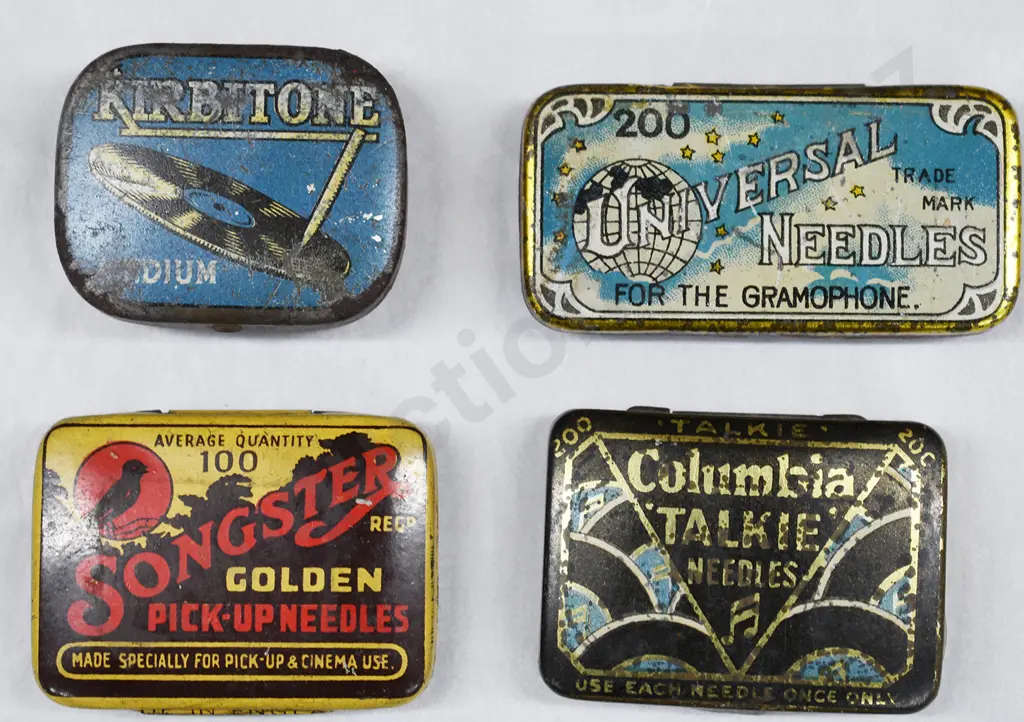 KIRBITONE
200
UNIVERSAL
TRADE
MARK
NEEDLES
FOR THE GRAMOPHONE.
AVERAGE QUANTITY
100
SONGSTER
REGD
GOLDEN
PICK-UP NEEDLES
MADE SPECIALLY FOR PICK-UP & CINEMA USE.
200 'TALKIE' 200
Columbia
'TALKIE'
NEEDLES
USE EACH NEEDLE ONCE ONLY